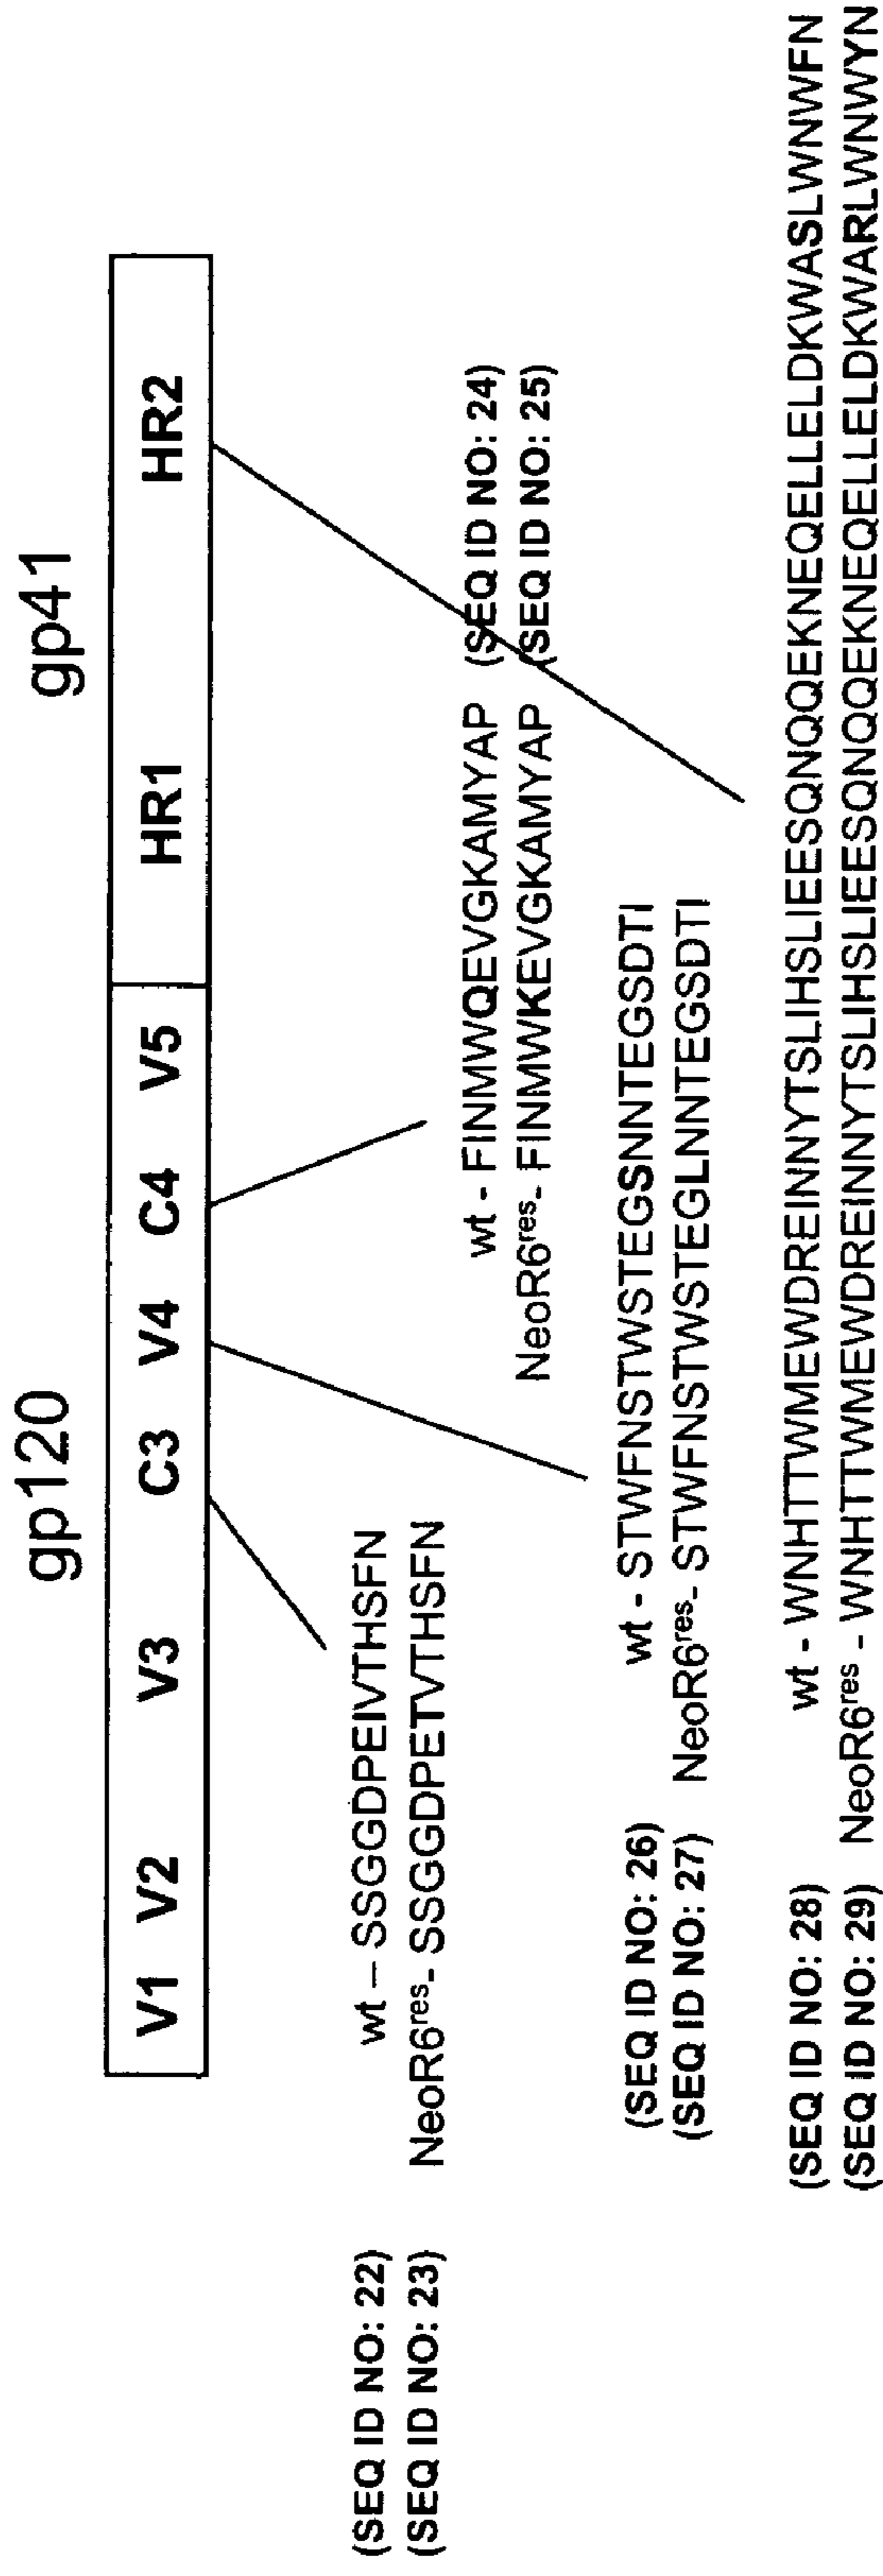 gp120 gp41
V1 V2 V3 C3 V4 C4 V5 HR1 HR2
(SEQ ID NO: 22) wt – SSGGDPEIVTHSFN
(SEQ ID NO: 23) NeoR6res- SSGGDPETVTHSFN
wt - FINMWQEVGKAMYAP (SEQ ID NO: 24)
NeoR6res- FINMWKEVGKAMYAP (SEQ ID NO: 25)
(SEQ ID NO: 26) wt - STWFNSTWSTEGSNNTEGSDTI
(SEQ ID NO: 27) NeoR6res- STWFNSTWSTEGLNNTEGSDTI
(SEQ ID NO: 28) wt - WNHTTWMEWDREINNYTSLIHSLIEESQNQQEKNEQELLELDKWASLWNWFN
(SEQ ID NO: 29) NeoR6res - WNHTTWMEWDREINNYTSLIHSLIEESQNQQEKNEQELLELDKWARLWNWYN